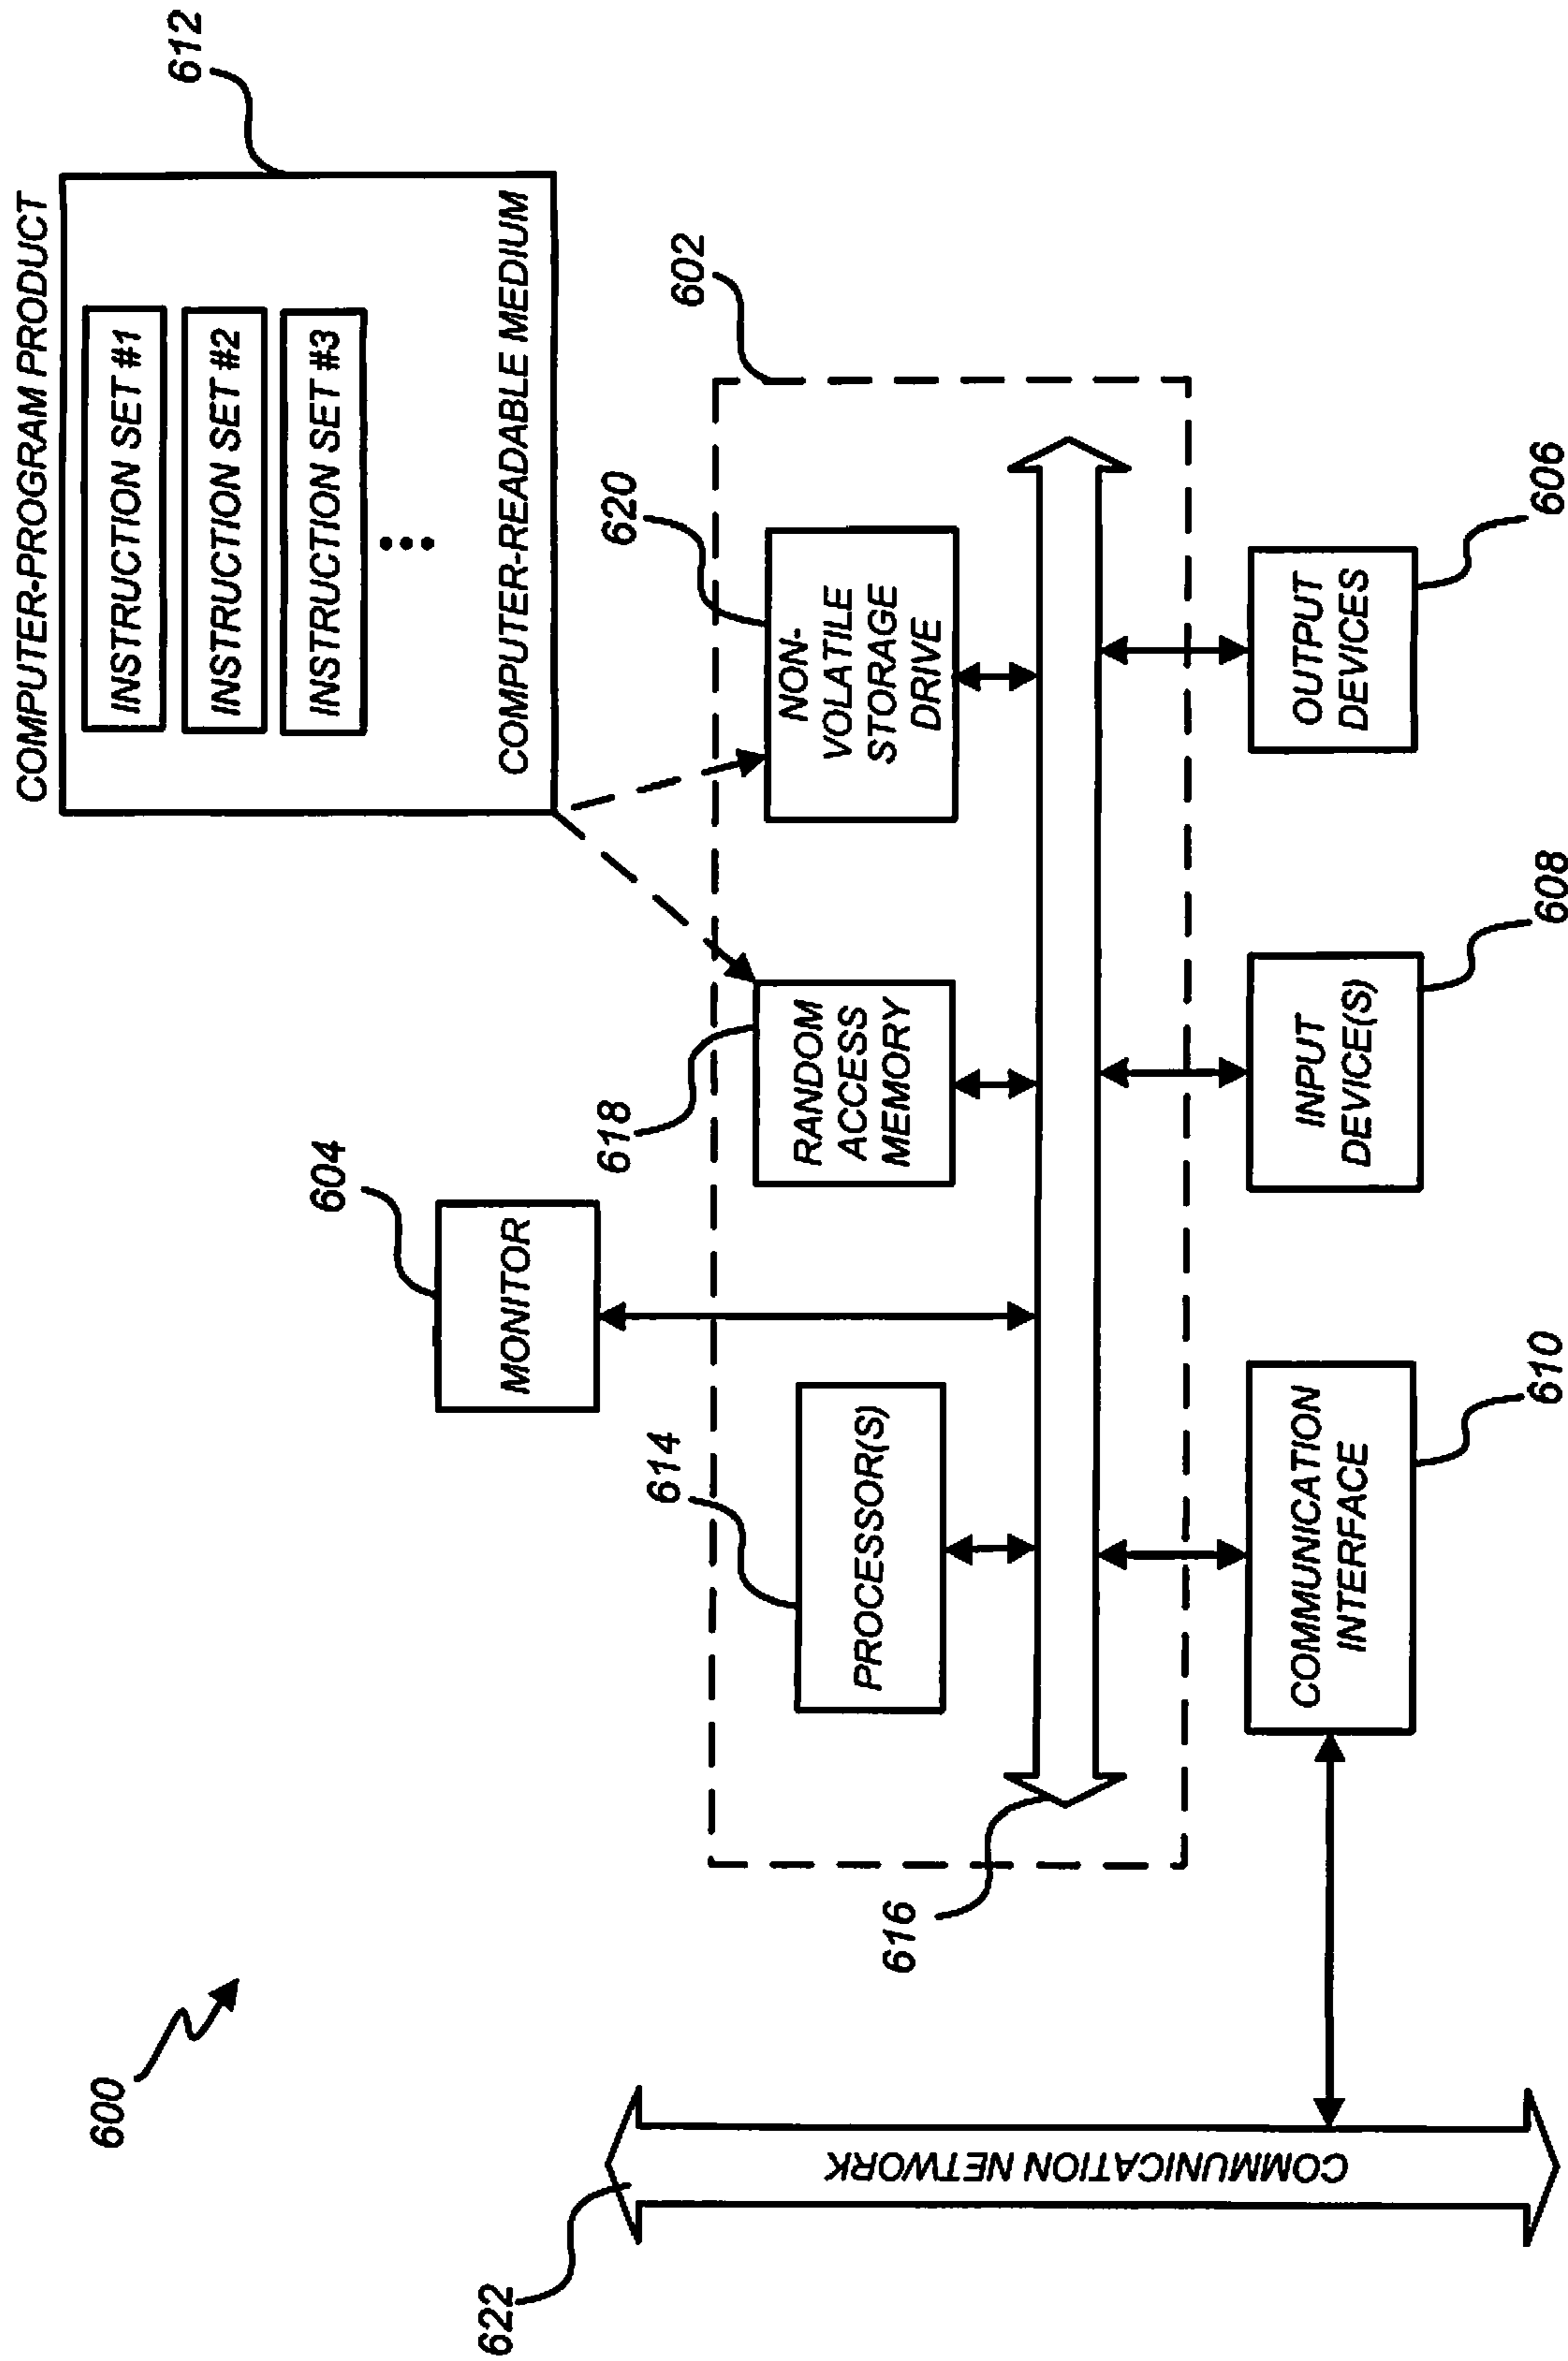 600
COMPUTER-PROGRAM PRODUCT
INSTRUCTION SET #1
INSTRUCTION SET #2
INSTRUCTION SET #3
COMPUTER-READABLE MEDIUM
612
604
MONITOR
602
614
PROCESSOR(S)
618
RANDOM
ACCESS
MEMORY
620
NON-
VOLATILE
STORAGE
DRIVE
616
622
COMMUNICATION NETWORK
COMMUNICATION
INTERFACE
610
INPUT
DEVICE(S)
608
OUTPUT
DEVICES
606